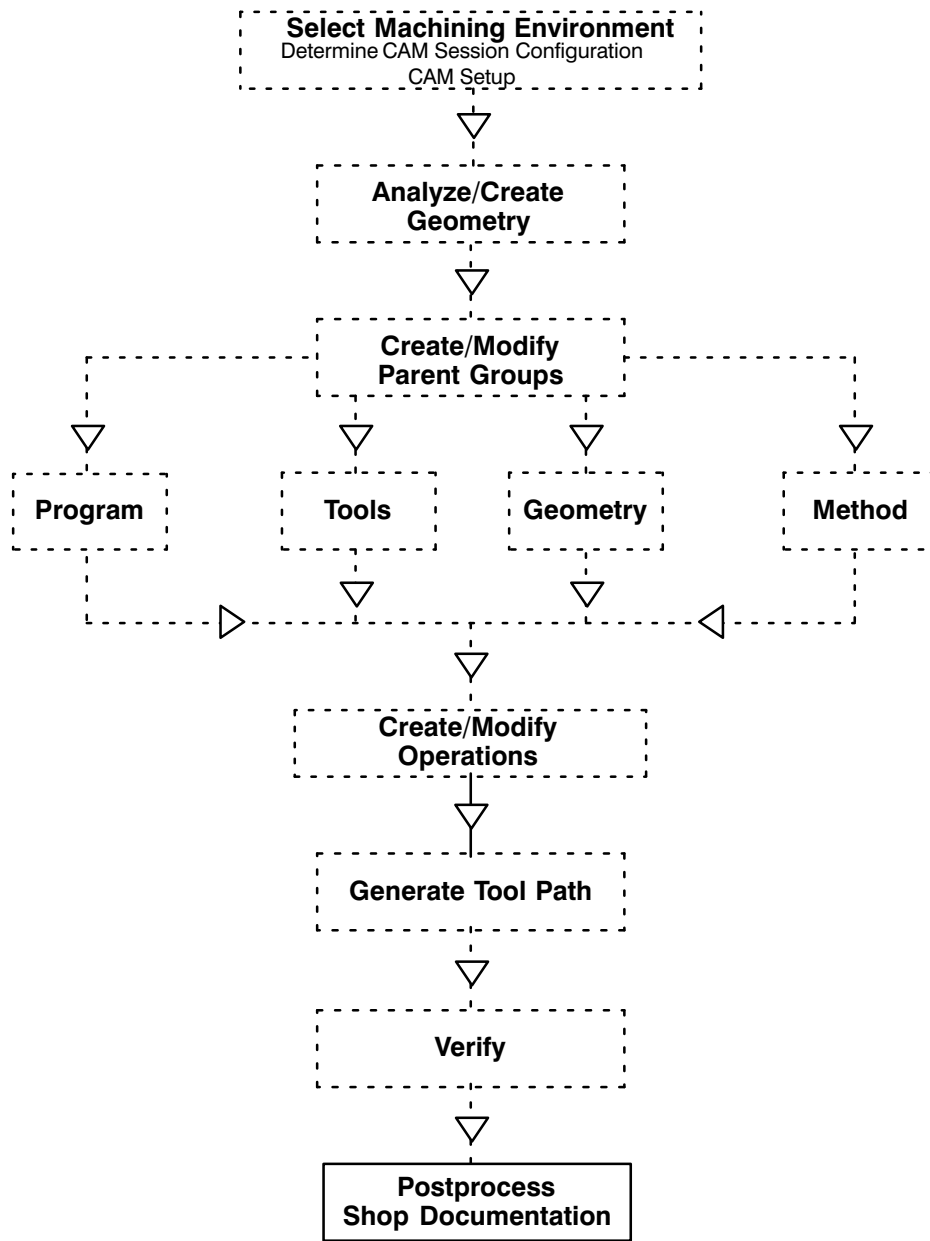 Select Machining Environment
Determine CAM Session Configuration
CAM Setup
Analyze/Create
Geometry
Create/Modify
Parent Groups
Program
Tools
Geometry
Method
Create/Modify
Operations
Generate Tool Path
Verify
Postprocess
Shop Documentation